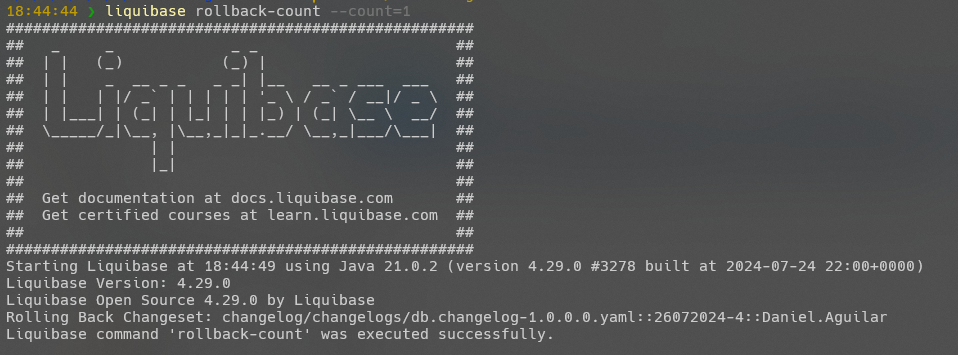 18:44:44 ❯ liquibase rollback-count --count=1
####################################################
##   _     _             _ _                      ##
##  | |   (_)           (_) |                     ##
##  | |    _  __ _ _   _ _| |__   __ _ ___  ___   ##
##  | |   | |/ _` | | | | | '_ \ / _` / __|/ _ \  ##
##  | |___| | (_| | |_| | | |_) | (_| \__ \  __/  ##
##  \_____/_|\__, |\__,_|_|_.__/ \__,_|___/\___|  ##
##              | |                               ##
##              |_|                               ##
##                                                ##
##  Get documentation at docs.liquibase.com       ##
##  Get certified courses at learn.liquibase.com  ##
##                                                ##
####################################################
Starting Liquibase at 18:44:49 using Java 21.0.2 (version 4.29.0 #3278 built at 2024-07-24 22:00+0000)
Liquibase Version: 4.29.0
Liquibase Open Source 4.29.0 by Liquibase
Rolling Back Changeset: changelog/changelogs/db.changelog-1.0.0.0.yaml::26072024-4::Daniel.Aguilar
Liquibase command 'rollback-count' was executed successfully.